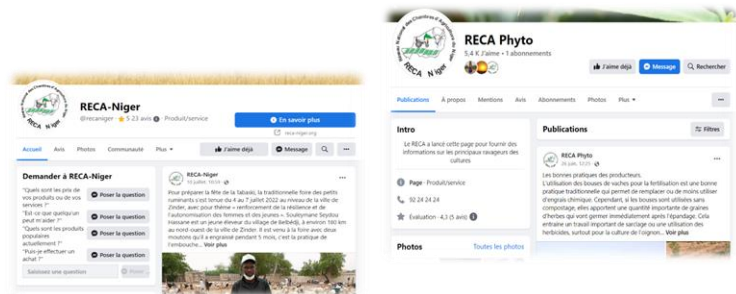 RECA-Niger
@recaniger · 5 23 avis · Produit/service
En savoir plus
reca-niger.org
Accueil
Avis
Photos
Communauté
Plus
J'aime déjà
Message
Demander à RECA-Niger
"Quels sont les prix de vos produits ou de vos services ?"
Poser la question
"Est-ce que quelqu'un peut m'aider ?"
Poser la question
"Quels sont les produits populaires actuellement ?"
Poser la question
"Puis-je effectuer un achat ?"
Poser la question
Saisissez une question
Poser
RECA-Niger
Pour préparer la fête de la Tabaski, la traditionnelle foire des petits
ruminants s'est tenue du 4 au 7 juillet 2022 au niveau de la ville de
Zinder, avec pour thème « renforcement de la résilience et de
l'autonomisation des femmes et des jeunes ». Souleymane Seydou
Hassane est un jeune éleveur du village de Belbédji, à environ 180 km
au nord-ouest de la ville de Zinder. Il est venu à la foire avec deux
moutons qu'il a engraissé pendant 5 mois, c'est la pratique de
l'embouche... Voir plus
RECA Phyto
5,4 K J'aime • 1 abonnements
J'aime déjà
Message
Rechercher
Publications
À propos
Mentions
Avis
Abonnements
Photos
Plus
Intro
Le RECA a lancé cette page pour fournir des
informations sur les principaux ravageurs des
cultures
Page · Produit/service
92 24 24 24
Évaluation · 4,3 (5 avis)
Photos
Toutes les photos
Publications
Filtres
RECA Phyto
Les bonnes pratiques des producteurs.
L'utilisation des bouses de vaches pour la fertilisation est une bonne
pratique traditionnelle qui permet de remplacer ou de moins utiliser
d'engrais chimique. Cependant, si les bouses sont utilisées sans
compostage, elles apportent une quantité importante de graines
d'herbes qui vont germer immédiatement après l'épandage. Cela
entraine un travail important de sarclage ou une utilisation des
herbicides, surtout pour la culture de l'oignon... Voir plus